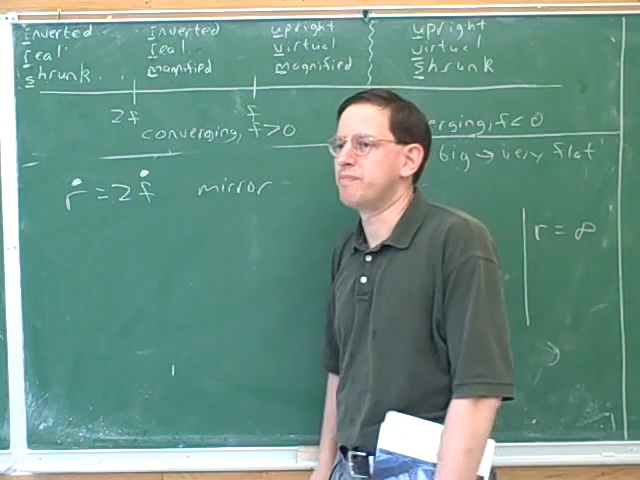 Inverted Inverted Upright Upright
Real Real Virtual Virtual
Shrunk... Magnified Magnified Shrunk
2f f
converging, f>0 erging, f<0
big → very flat
r = 2f mirror
r = ∞